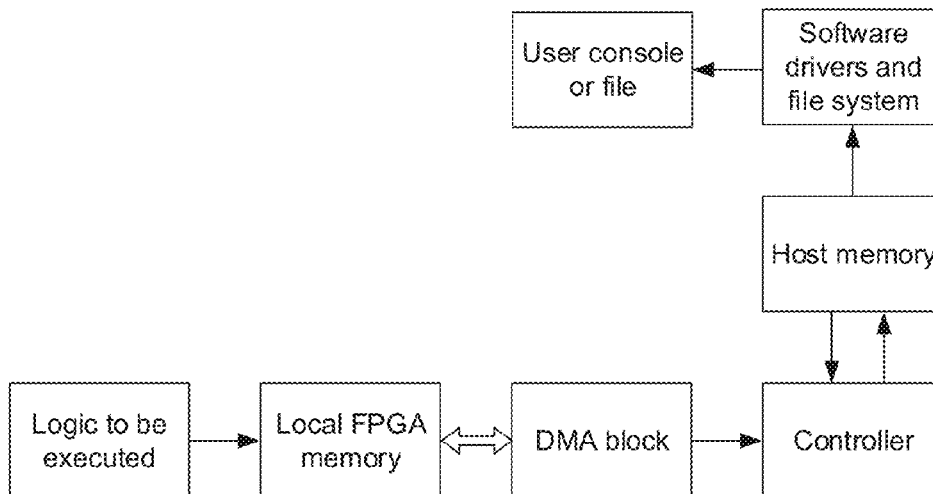 User console
or file
Software
drivers and
file system
Host memory
Logic to be
executed
Local FPGA
memory
DMA block
Controller